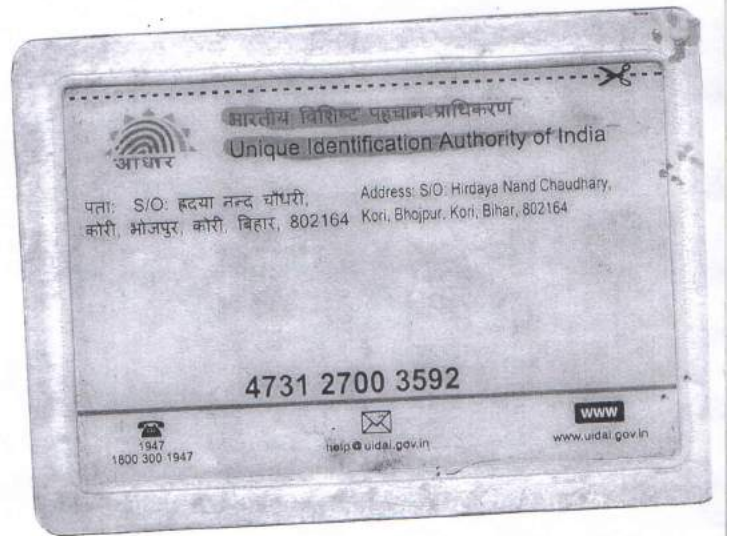 भारतीय विशिष्ट पहचान प्राधिकरण
Unique Identification Authority of India
आधार
पता: S/O: ह्रदया नन्द चौधरी,
कोरी, भोजपुर, कोरी, बिहार, 802164
Address: S/O: Hirdaya Nand Chaudhary,
Kori, Bhojpur, Kori, Bihar, 802164
4731 2700 3592
1947
1800 300 1947
help@uidai.gov.in
WWW
www.uidai.gov.in